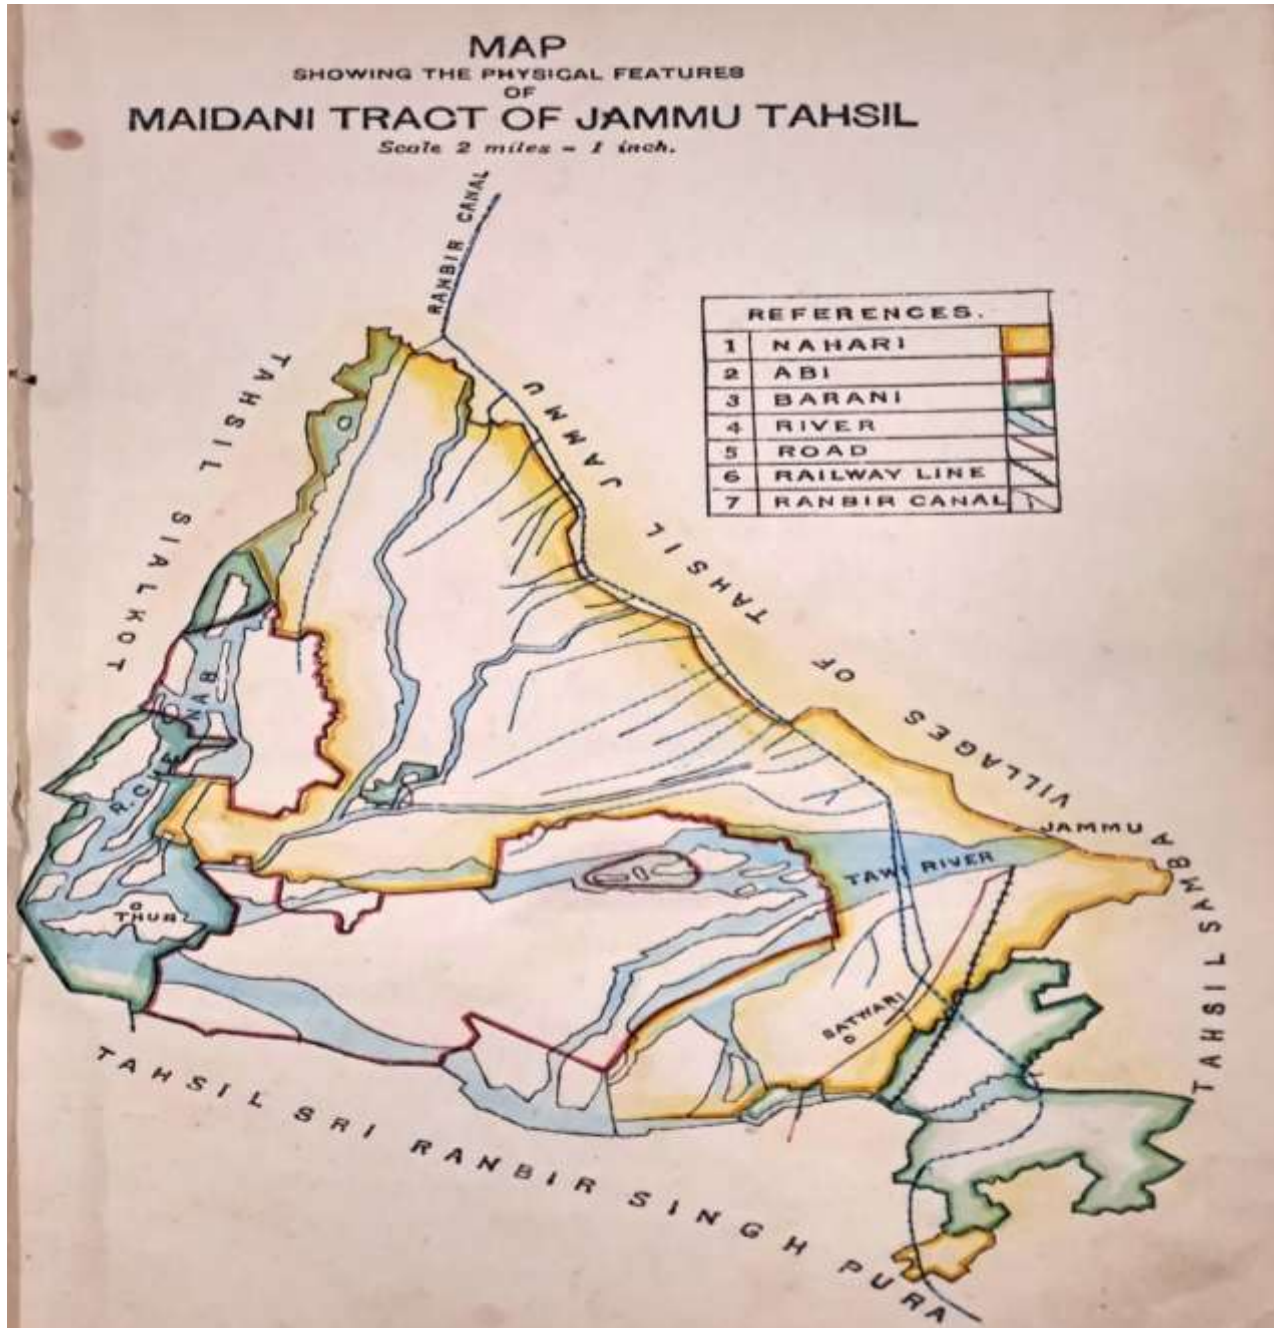 MAP
SHOWING THE PHYSICAL FEATURES
OF
MAIDANI TRACT OF JAMMU TAHSIL
Scale 2 miles = 1 inch.
RANBIR CANAL
REFERENCES.
1 NAHARI
2 ABI
3 BARANI
4 RIVER
5 ROAD
6 RAILWAY LINE
7 RANBIR CANAL
TAHSIL SIALKOT
VILLAGES OF TAHSIL JAMMU
R. CHENAB
JAMMU
TAWI RIVER
THUB
SATWARI
TAHSIL SAMBA
TAHSIL SRI RANBIR SINGH PURA